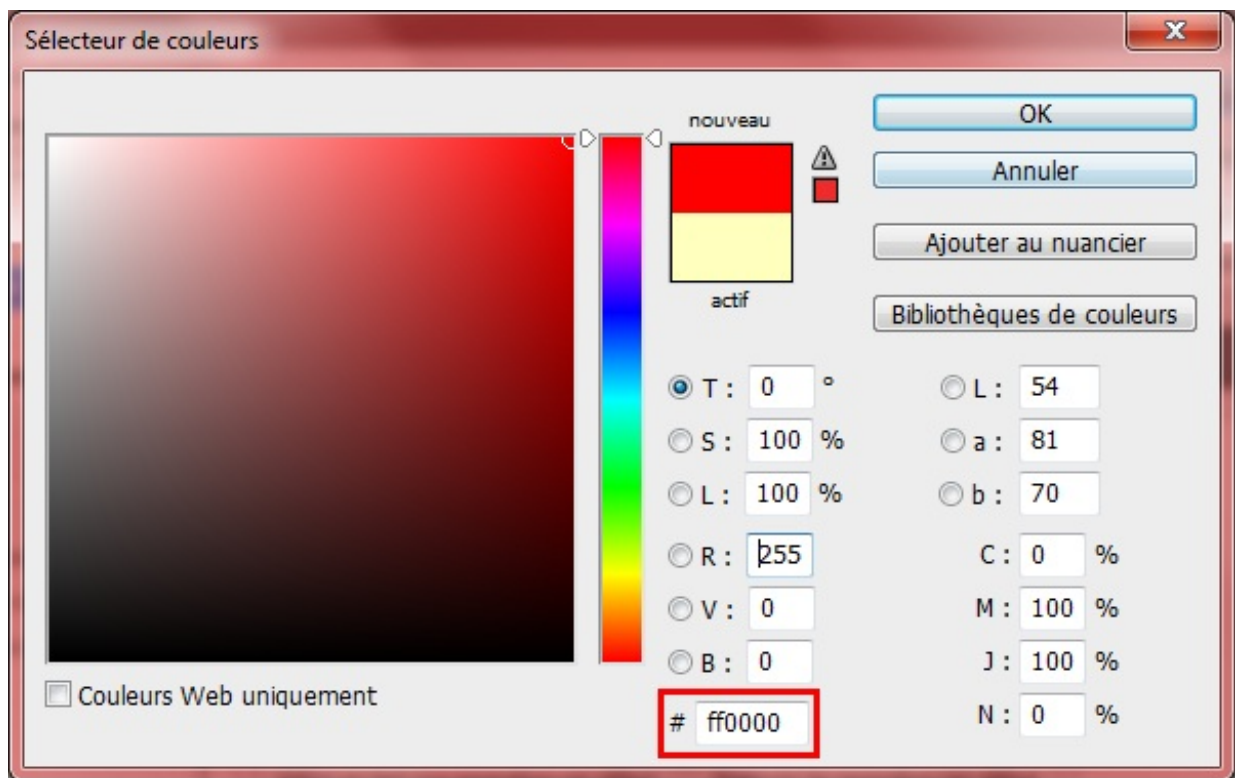 Sélecteur de couleurs
nouveau
actif
OK
Annuler
Ajouter au nuancier
Bibliothèques de couleurs
T : 0 °
S : 100 %
L : 100 %
R : 255
V : 0
B : 0
# ff0000
L : 54
a : 81
b : 70
C : 0 %
M : 100 %
J : 100 %
N : 0 %
Couleurs Web uniquement